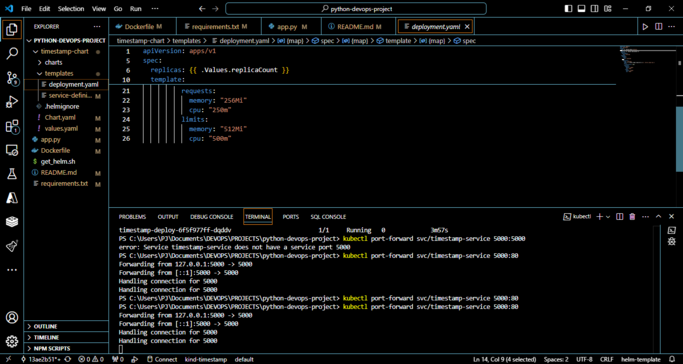 File Edit Selection View Go Run ... python-devops-project
EXPLORER ...
PYTHON-DEVOPS-PROJECT
timestamp-chart
charts
templates
deployment.yaml
service-defini... M
.helmignore
Chart.yaml M
values.yaml M
app.py M
Dockerfile M
get_helm.sh
README.md M
requirements.txt M
OUTLINE
TIMELINE
NPM SCRIPTS
Dockerfile M requirements.txt M app.py M README.md M deployment.yaml
timestamp-chart > templates > deployment.yaml > {map} > spec > {map} > template > {map} > spec
1 apiVersion: apps/v1
5 spec:
6 replicas: {{ .Values.replicaCount }}
10 template:
21 requests:
22 memory: "256Mi"
23 cpu: "250m"
24 limits:
25 memory: "512Mi"
26 cpu: "500m"
PROBLEMS OUTPUT DEBUG CONSOLE TERMINAL PORTS SQL CONSOLE kubectl
timestamp-deploy-6f5f977ff-dqddv 1/1 Running 0 3m57s
PS C:\Users\PJ\Documents\DEVOPS\PROJECTS\python-devops-project> kubectl port-forward svc/timestamp-service 5000:5000
error: Service timestamp-service does not have a service port 5000
PS C:\Users\PJ\Documents\DEVOPS\PROJECTS\python-devops-project> kubectl port-forward svc/timestamp-service 5000:80
Forwarding from 127.0.0.1:5000 -> 5000
Forwarding from [::1]:5000 -> 5000
Handling connection for 5000
Handling connection for 5000
PS C:\Users\PJ\Documents\DEVOPS\PROJECTS\python-devops-project> kubectl port-forward svc/timestamp-service 5000:80
PS C:\Users\PJ\Documents\DEVOPS\PROJECTS\python-devops-project> kubectl port-forward svc/timestamp-service 5000:80
Forwarding from 127.0.0.1:5000 -> 5000
Forwarding from [::1]:5000 -> 5000
Handling connection for 5000
Handling connection for 5000
13ae2b51*+ 0 0 0 Connect kind-timestamp default Ln 14, Col 9 (4 selected) Spaces: 2 UTF-8 CRLF helm-template